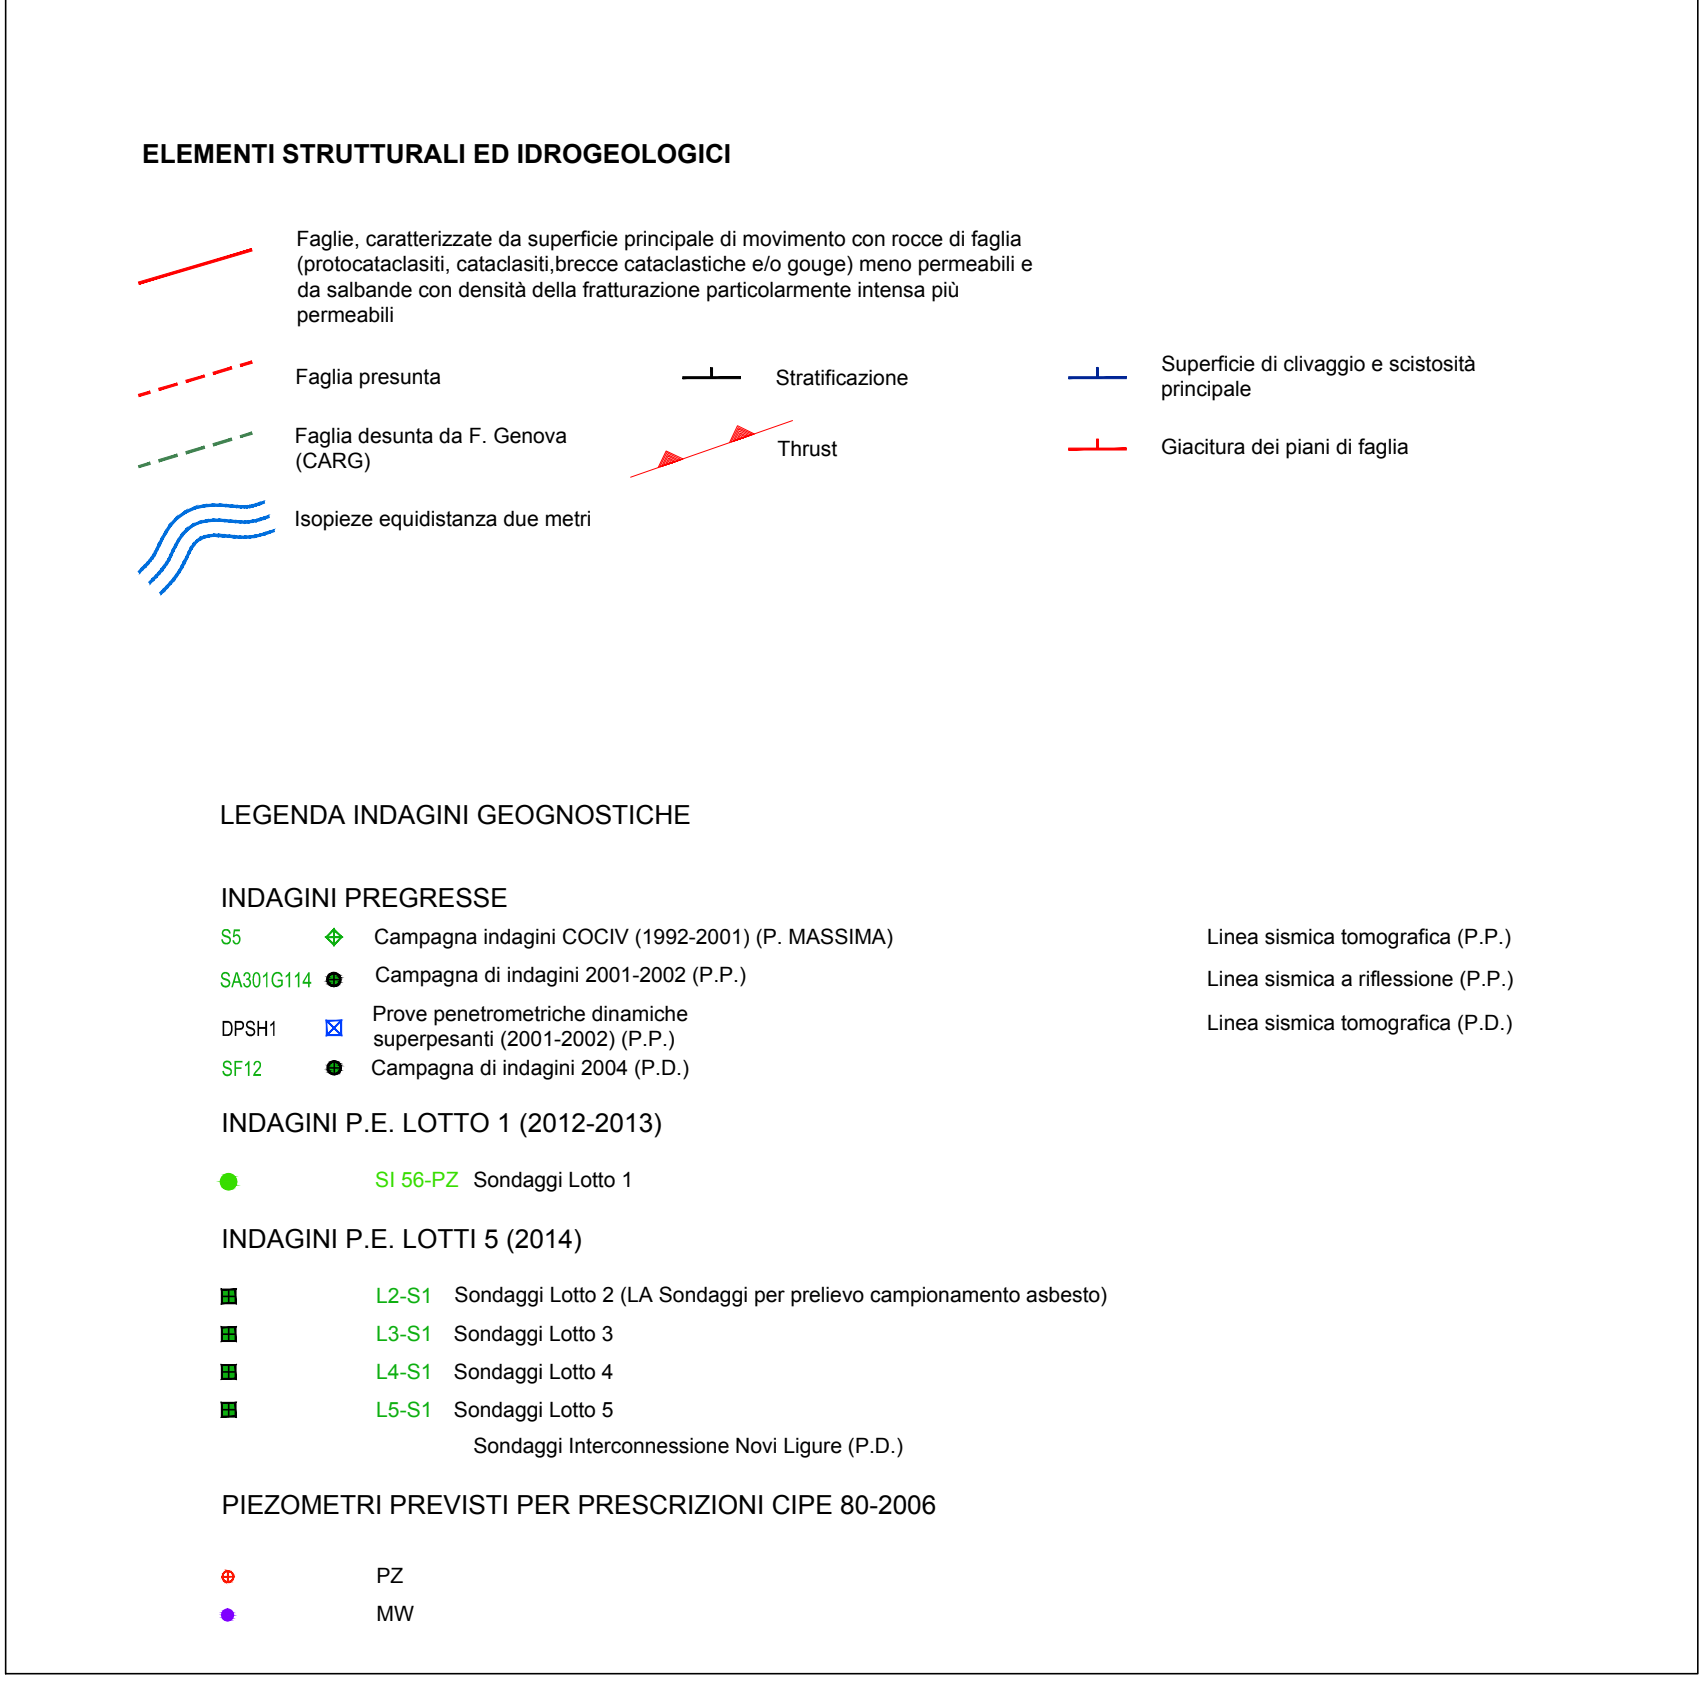 ELEMENTI STRUTTURALI ED IDROGEOLOGICI
Faglie, caratterizzate da superficie principale di movimento con rocce di faglia
(protocataclasiti, cataclasiti,brecce cataclastiche e/o gouge) meno permeabili e
da salbande con densità della fratturazione particolarmente intensa più
permeabili
Faglia presunta
Stratificazione
Superficie di clivaggio e scistosità
principale
Faglia desunta da F. Genova
(CARG)
Thrust
Giacitura dei piani di faglia
Isopieze equidistanza due metri
LEGENDA INDAGINI GEOGNOSTICHE
INDAGINI PREGRESSE
S5 Campagna indagini COCIV (1992-2001) (P. MASSIMA)
Linea sismica tomografica (P.P.)
SA301G114 Campagna di indagini 2001-2002 (P.P.)
Linea sismica a riflessione (P.P.)
DPSH1 Prove penetrometriche dinamiche
superpesanti (2001-2002) (P.P.)
Linea sismica tomografica (P.D.)
SF12 Campagna di indagini 2004 (P.D.)
INDAGINI P.E. LOTTO 1 (2012-2013)
SI 56-PZ Sondaggi Lotto 1
INDAGINI P.E. LOTTI 5 (2014)
L2-S1 Sondaggi Lotto 2 (LA Sondaggi per prelievo campionamento asbesto)
L3-S1 Sondaggi Lotto 3
L4-S1 Sondaggi Lotto 4
L5-S1 Sondaggi Lotto 5
Sondaggi Interconnessione Novi Ligure (P.D.)
PIEZOMETRI PREVISTI PER PRESCRIZIONI CIPE 80-2006
PZ
MW